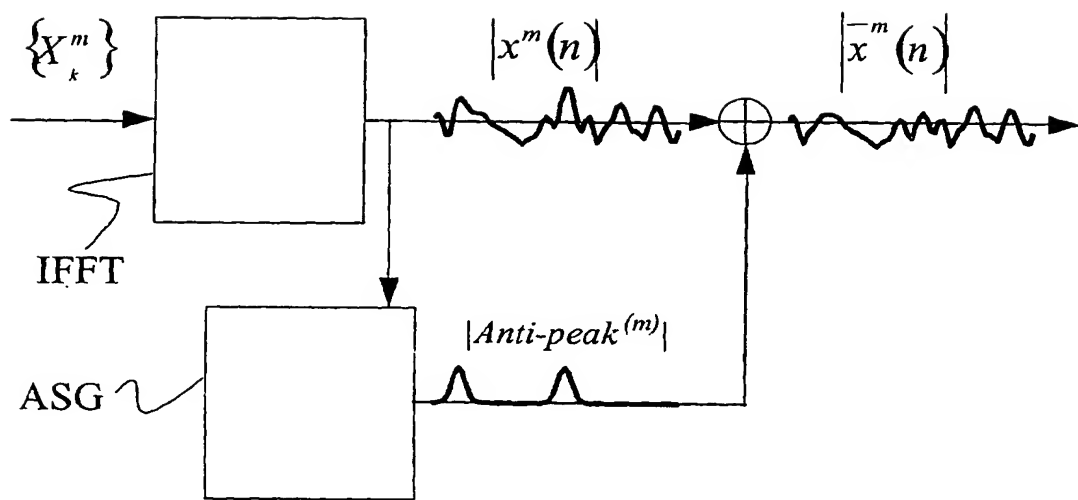 {X_k^m}
|x^m(n)|
|x̄^m(n)|
IFFT
|Anti-peak^(m)|
ASG